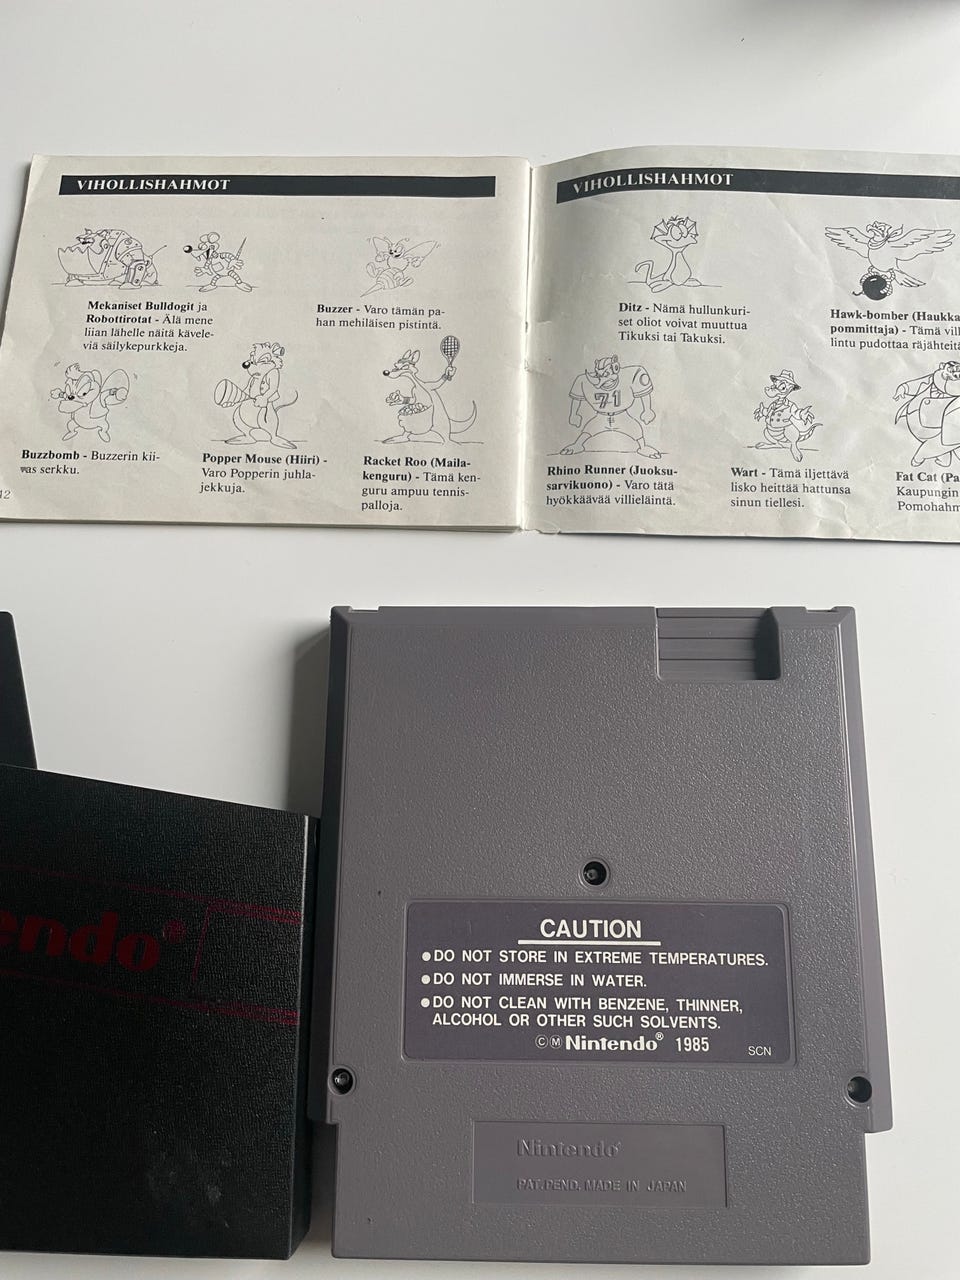 VIHOLLISHAHMOT
Mekaniset Bulldogit ja
Robottirotat - Älä mene
liian lähelle näitä kävele-
viä säilykepurkkeja.
Buzzer - Varo tämän pa-
han mehiläisen pistintä.
Buzzbomb - Buzzerin kii-
vas serkku.
Popper Mouse (Hiiri) -
Varo Popperin juhla-
jekkuja.
Racket Roo (Maila-
kenguru) - Tämä ken-
guru ampuu tennis-
palloja.
12
VIHOLLISHAHMOT
Ditz - Nämä hullunkuri-
set oliot voivat muuttua
Tikuksi tai Takuksi.
Hawk-bomber (Haukka
pommittaja) - Tämä vill
lintu pudottaa räjähteitä
71
Rhino Runner (Juoksu-
sarvikuono) - Varo tätä
hyökkäävää villieläintä.
Wart - Tämä iljettävä
lisko heittää hattunsa
sinun tiellesi.
Fat Cat (Pa
Kaupungin
Pomohahm
endo®
CAUTION
●DO NOT STORE IN EXTREME TEMPERATURES.
●DO NOT IMMERSE IN WATER.
●DO NOT CLEAN WITH BENZENE, THINNER,
ALCOHOL OR OTHER SUCH SOLVENTS.
ⒸⓂ Nintendo® 1985
SCN
Nintendo®
PAT.PEND. MADE IN JAPAN